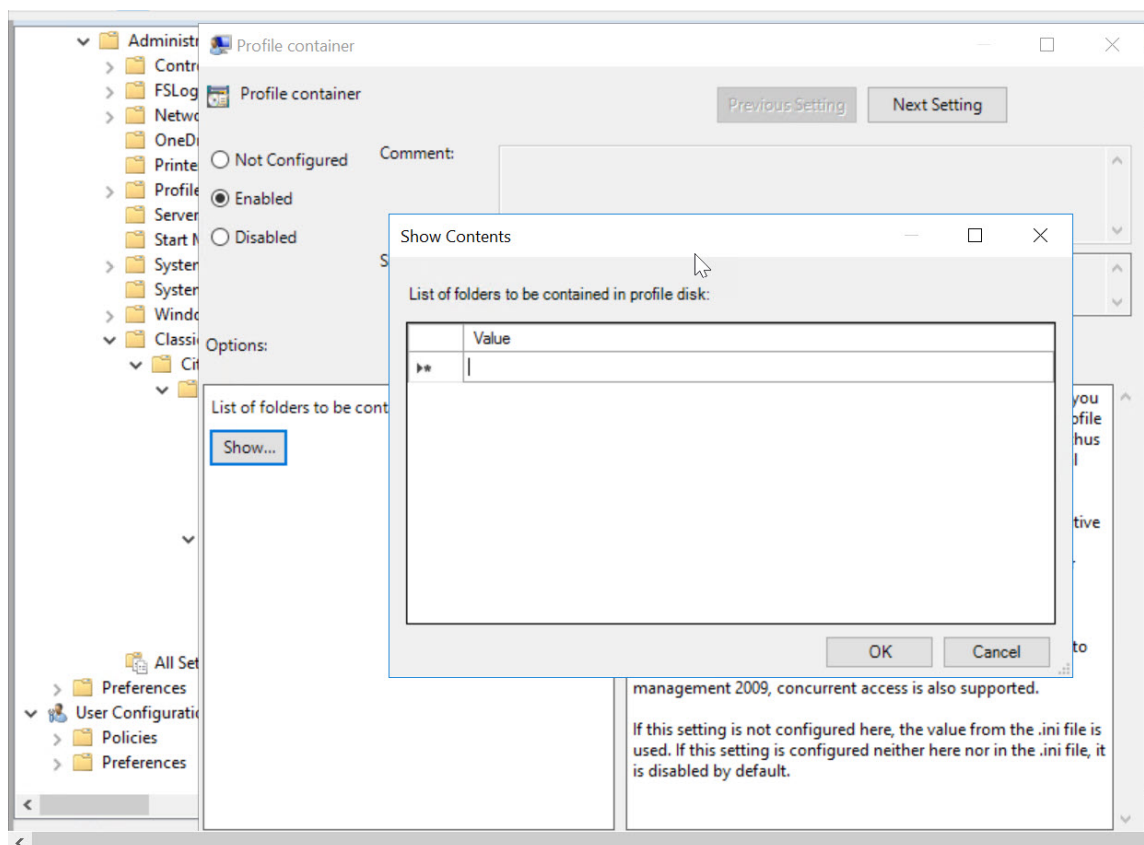 Administr
Profile container
Contr
FSLog
Profile container
Previous Setting
Next Setting
Netwo
OneDr
Printe
Not Configured
Comment:
Profile
Enabled
Server
Start M
Disabled
Show Contents
S
System
System
List of folders to be contained in profile disk:
Windo
Classic
Options:
Value
Cit
List of folders to be cont
you
ofile
Show...
thus
l
tive
OK
Cancel
to
All Set
Preferences
management 2009, concurrent access is also supported.
User Configuratio
Policies
If this setting is not configured here, the value from the .ini file is
Preferences
used. If this setting is configured neither here nor in the .ini file, it
is disabled by default.